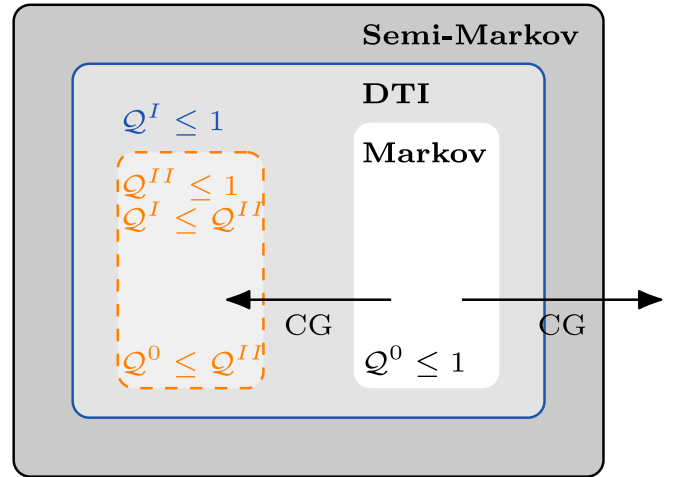 Semi-Markov
DTI
𝒬^I ≤ 1
Markov
𝒬^{II} ≤ 1
𝒬^I ≤ 𝒬^{II}
CG
CG
𝒬^0 ≤ 𝒬^{II}
𝒬^0 ≤ 1